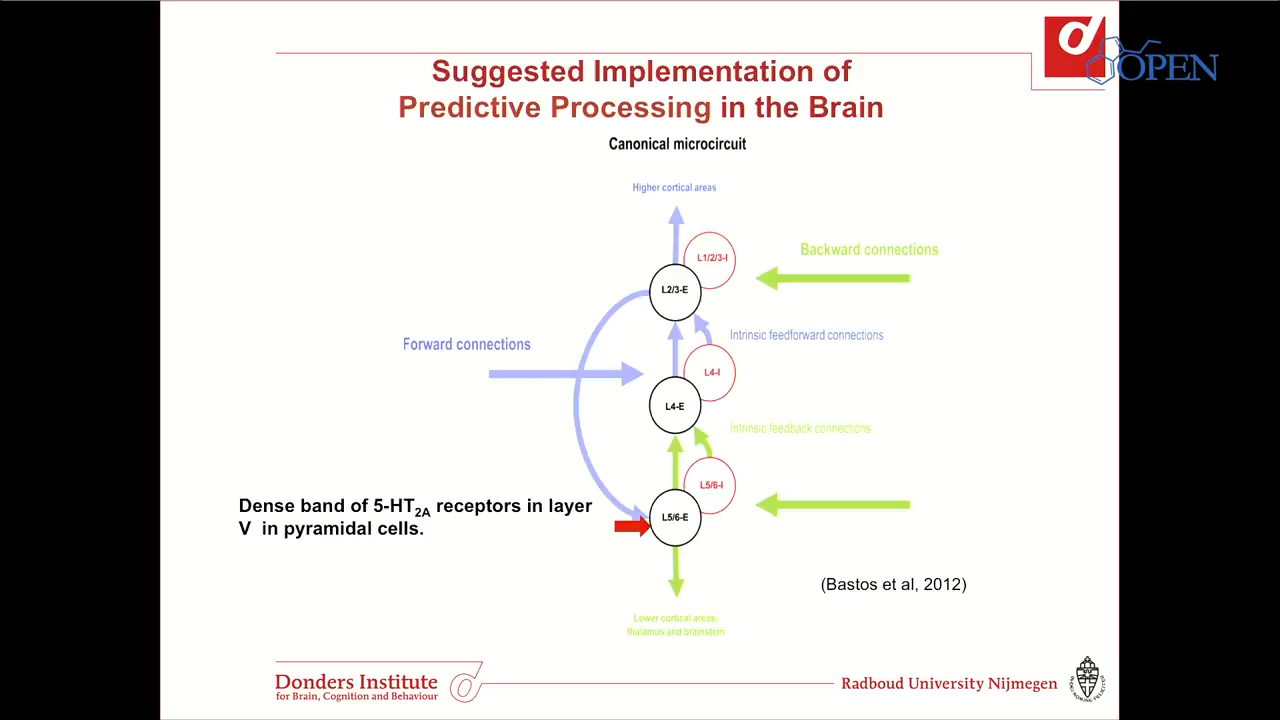 OPEN
Suggested Implementation of
Predictive Processing in the Brain
Canonical microcircuit
Higher cortical areas
L1/2/3-I
Backward connections
L2/3-E
Intrinsic feedforward connections
Forward connections
L4-I
L4-E
Intrinsic feedback connections
L5/6-I
Dense band of 5-HT2A receptors in layer
V in pyramidal cells.
L5/6-E
(Bastos et al, 2012)
Lower cortical areas,
thalamus and brainstem
Donders Institute
for Brain, Cognition and Behaviour
Radboud University Nijmegen